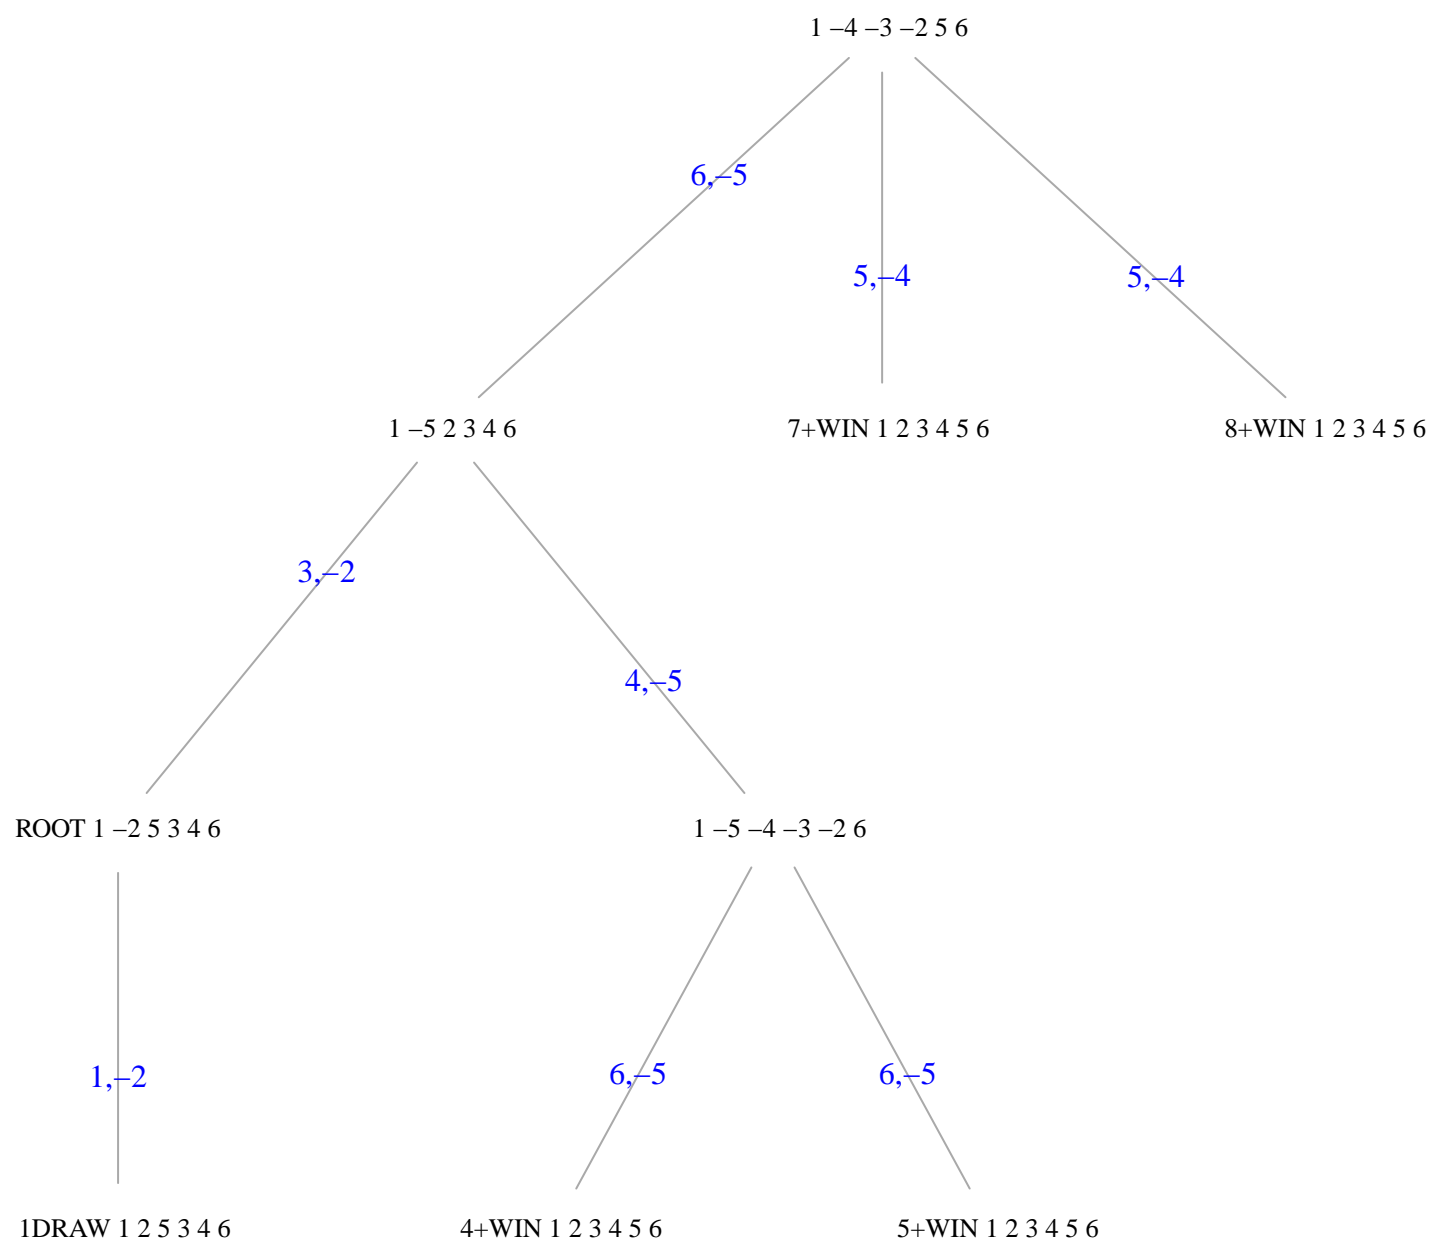 1 –4 –3 –2 5 6
6,–5
5,–4
5,–4
1 –5 2 3 4 6
7+WIN 1 2 3 4 5 6
8+WIN 1 2 3 4 5 6
3,–2
4,–5
ROOT 1 –2 5 3 4 6
1 –5 –4 –3 –2 6
1,–2
6,–5
6,–5
1DRAW 1 2 5 3 4 6
4+WIN 1 2 3 4 5 6
5+WIN 1 2 3 4 5 6